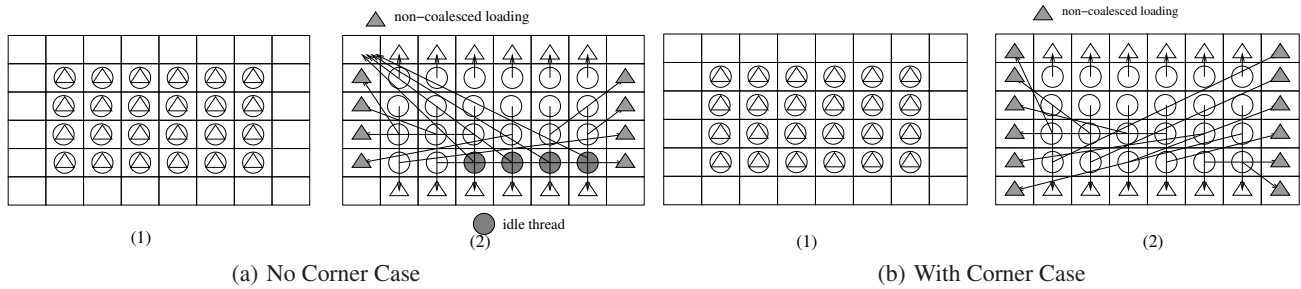 non−coalesced loading
non−coalesced loading
idle thread
(1)
(2)
(1)
(2)
(a) No Corner Case
(b) With Corner Case